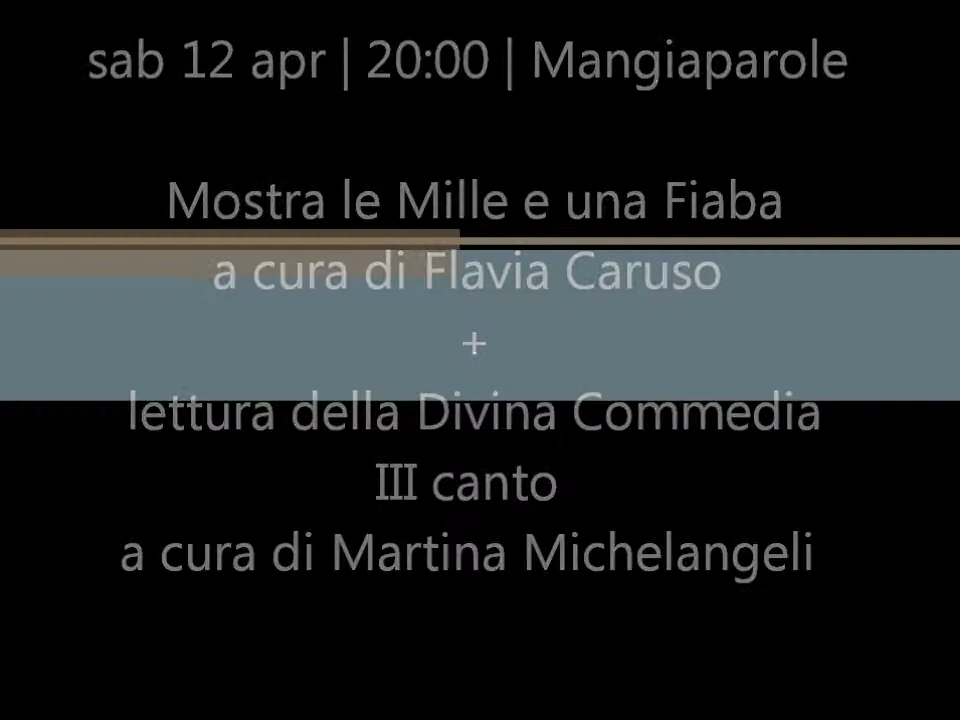 sab 12 apr | 20:00 | Mangiaparole
Mostra le Mille e una Fiaba
a cura di Flavia Caruso
+
lettura della Divina Commedia
III canto
a cura di Martina Michelangeli